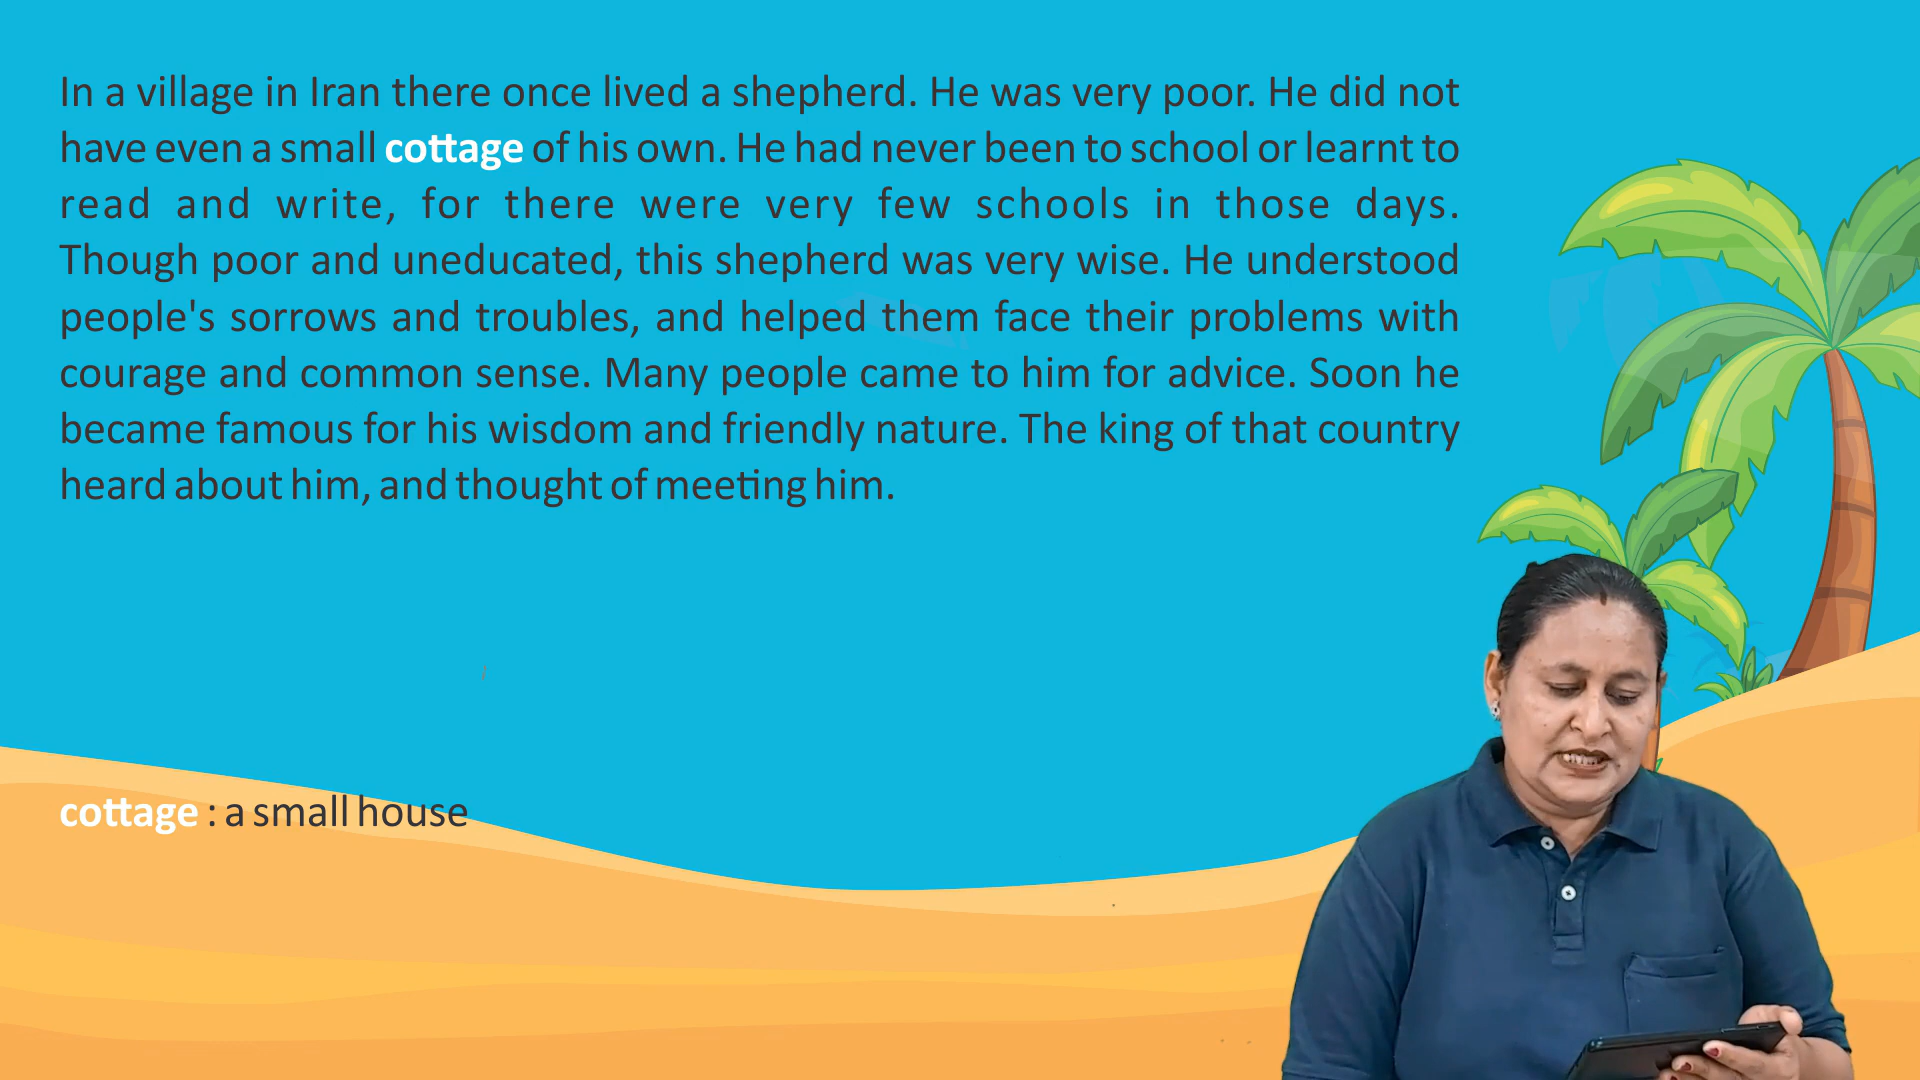 In a village in Iran there once lived a shepherd. He was very poor. He did not
have even a small cottage of his own. He had never been to school or learnt to
read and write, for there were very few schools in those days.
Though poor and uneducated, this shepherd was very wise. He understood
people's sorrows and troubles, and helped them face their problems with
courage and common sense. Many people came to him for advice. Soon he
became famous for his wisdom and friendly nature. The king of that country
heard about him, and thought of meeting him.
cottage : a small house